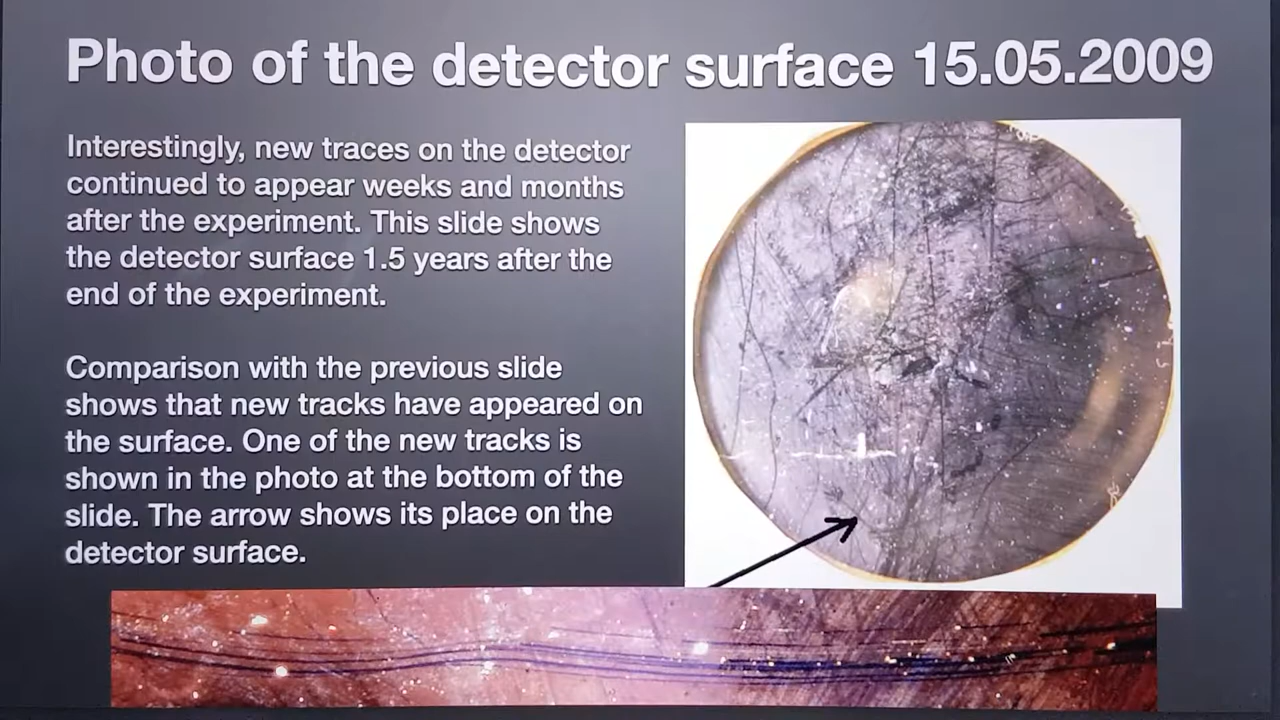 Photo of the detector surface 15.05.2009
Interestingly, new traces on the detector
continued to appear weeks and months
after the experiment. This slide shows
the detector surface 1.5 years after the
end of the experiment.
Comparison with the previous slide
shows that new tracks have appeared on
the surface. One of the new tracks is
shown in the photo at the bottom of the
slide. The arrow shows its place on the
detector surface.